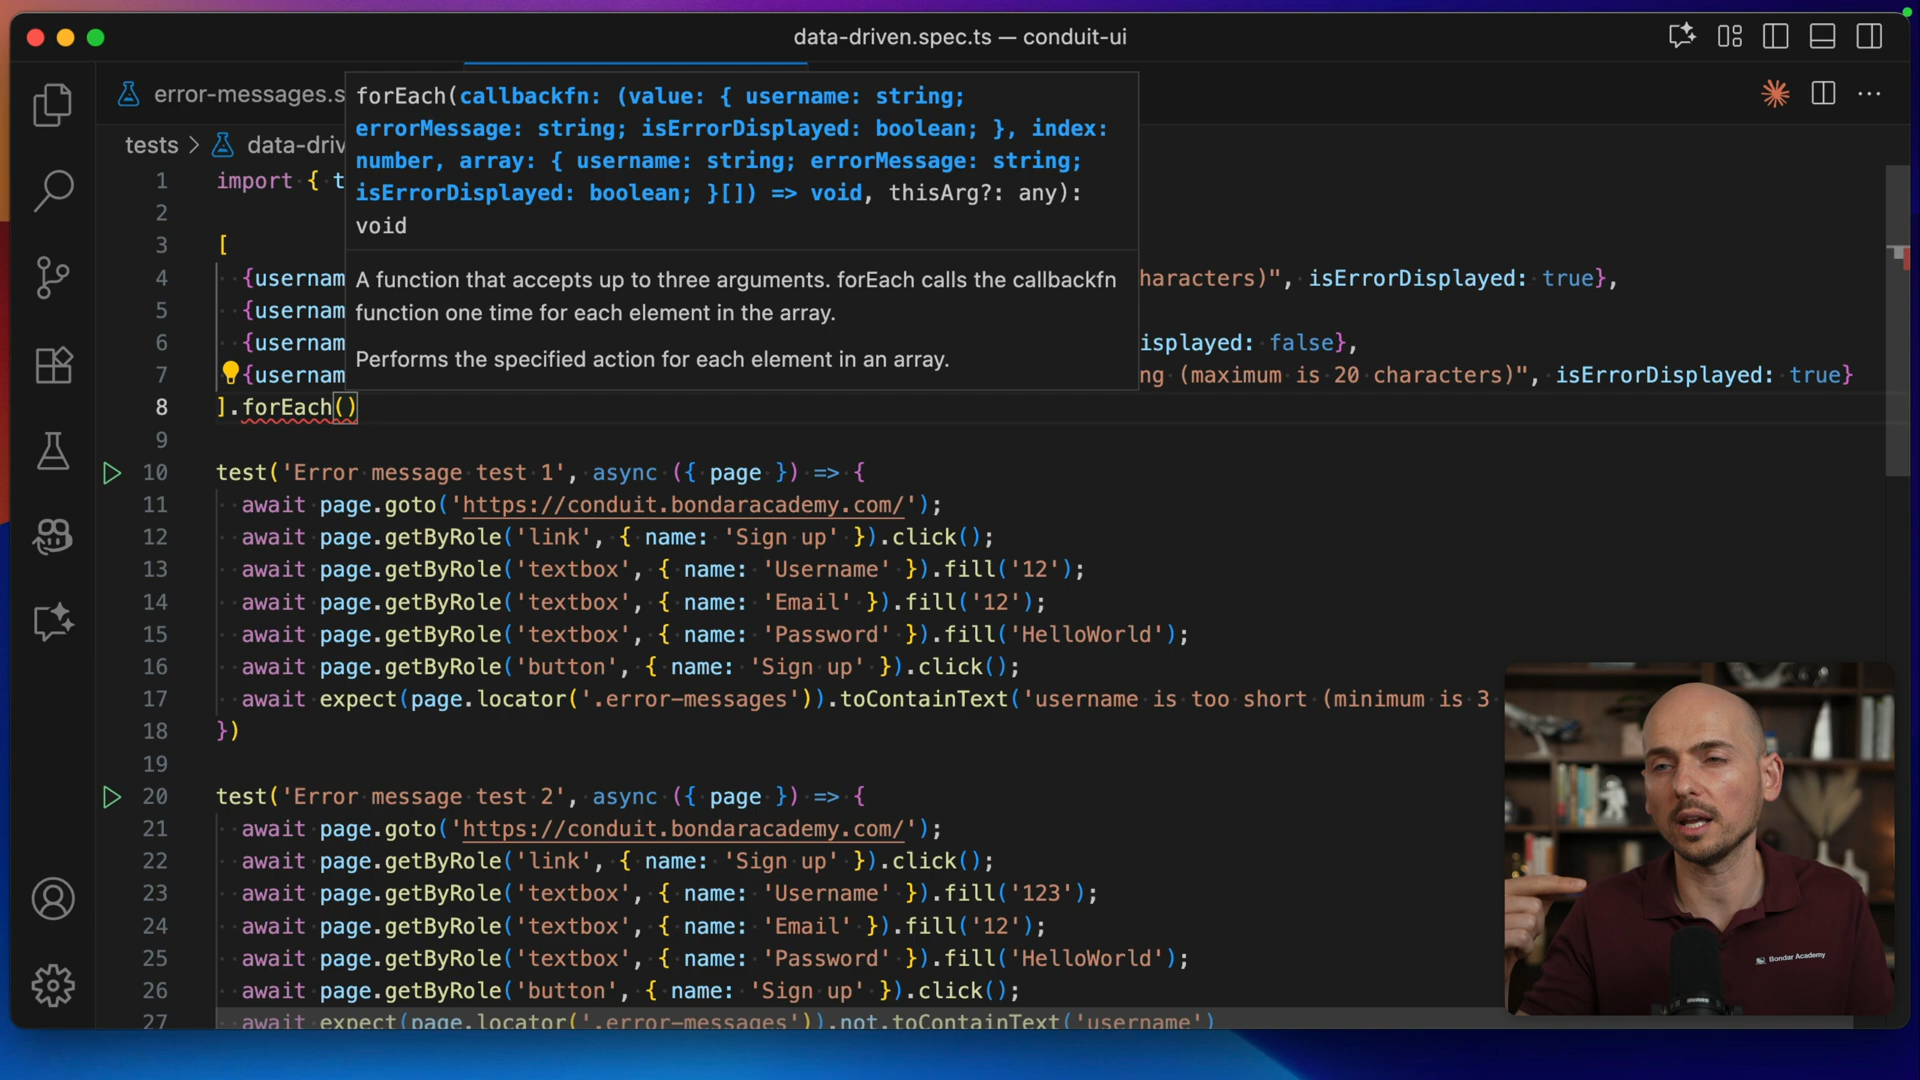 data-driven.spec.ts — conduit-ui
error-messages.s
tests > data-driv
forEach(callbackfn: (value: { username: string;
errorMessage: string; isErrorDisplayed: boolean; }, index:
number, array: { username: string; errorMessage: string;
isErrorDisplayed: boolean; }[]) => void, thisArg?: any):
void
A function that accepts up to three arguments. forEach calls the callbackfn
function one time for each element in the array.
Performs the specified action for each element in an array.
1 import { t
2
3 [
4 {usernam haracters)", isErrorDisplayed: true},
5 {usernam
6 {usernam isplayed: false},
7 {usernam ng (maximum is 20 characters)", isErrorDisplayed: true}
8 ].forEach()
9
10 test('Error message test 1', async ({ page }) => {
11 await page.goto('https://conduit.bondaracademy.com/');
12 await page.getByRole('link', { name: 'Sign up' }).click();
13 await page.getByRole('textbox', { name: 'Username' }).fill('12');
14 await page.getByRole('textbox', { name: 'Email' }).fill('12');
15 await page.getByRole('textbox', { name: 'Password' }).fill('HelloWorld');
16 await page.getByRole('button', { name: 'Sign up' }).click();
17 await expect(page.locator('.error-messages')).toContainText('username is too short (minimum is 3
18 })
19
20 test('Error message test 2', async ({ page }) => {
21 await page.goto('https://conduit.bondaracademy.com/');
22 await page.getByRole('link', { name: 'Sign up' }).click();
23 await page.getByRole('textbox', { name: 'Username' }).fill('123');
24 await page.getByRole('textbox', { name: 'Email' }).fill('12');
25 await page.getByRole('textbox', { name: 'Password' }).fill('HelloWorld');
26 await page.getByRole('button', { name: 'Sign up' }).click();
27 await expect(page.locator('.error-messages')).not.toContainText('username')
Bondar Academy